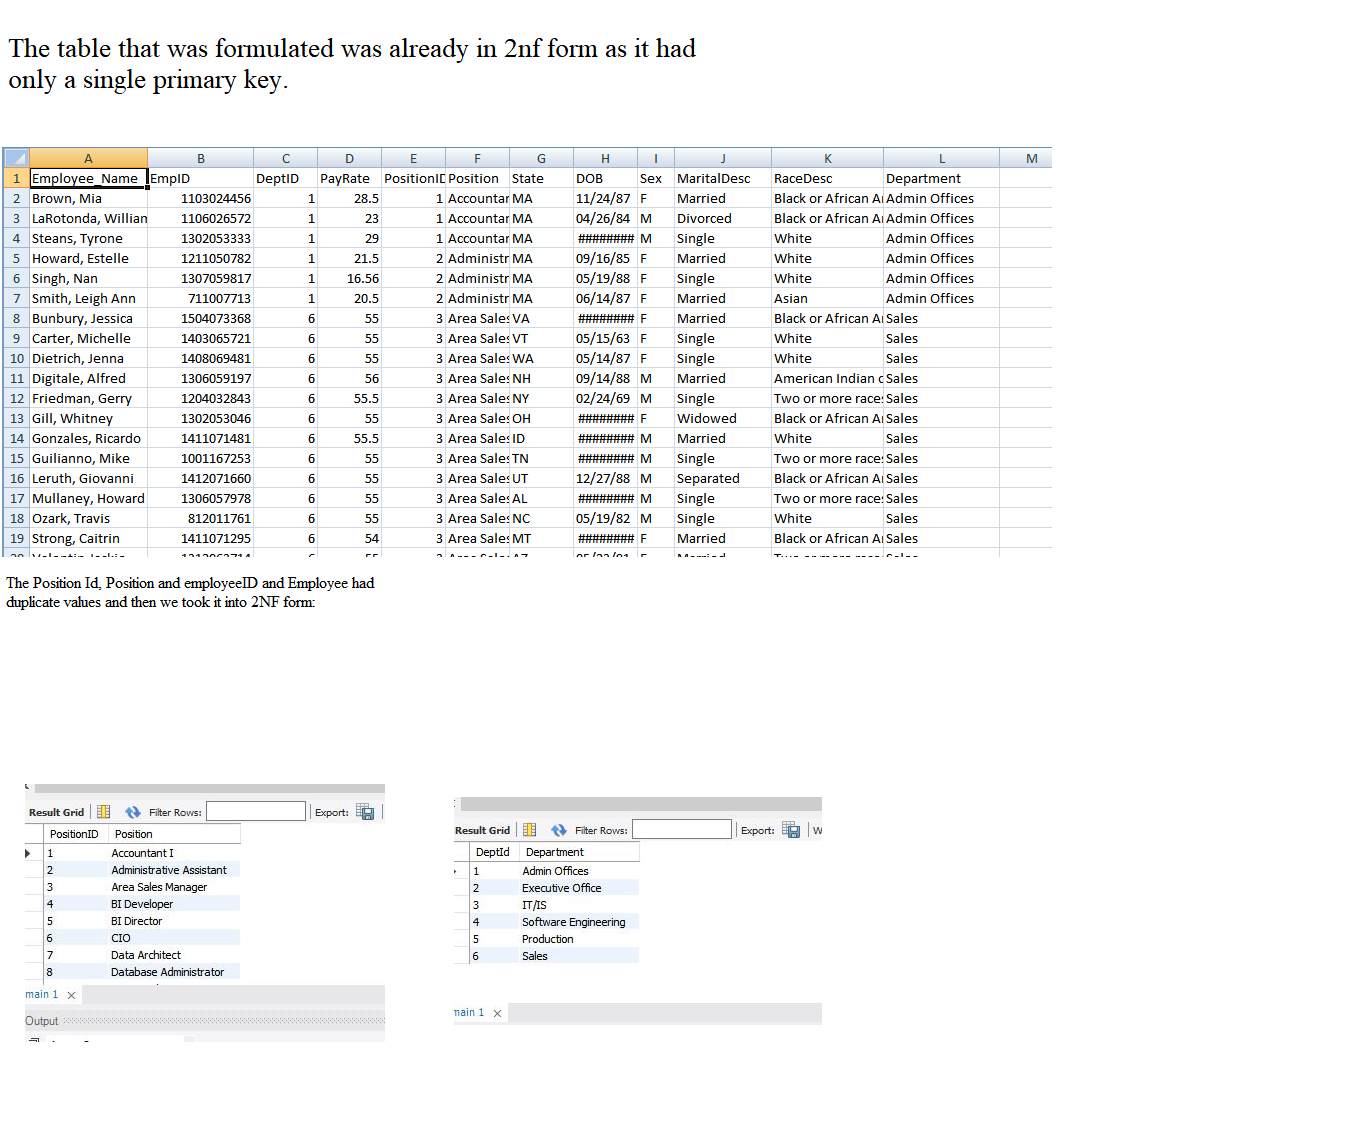 The table that was formulated was already in 2nf form as it had
only a single primary key.
A B C D E F G H I J K L M
1 Employee_Name EmpID DeptID PayRate PositionID Position State DOB Sex MaritalDesc RaceDesc Department
2 Brown, Mia 1103024456 1 28.5 1 Accountar MA 11/24/87 F Married Black or African A Admin Offices
3 LaRotonda, Willian 1106026572 1 23 1 Accountar MA 04/26/84 M Divorced Black or African A Admin Offices
4 Steans, Tyrone 1302053333 1 29 1 Accountar MA ######## M Single White Admin Offices
5 Howard, Estelle 1211050782 1 21.5 2 Administr MA 09/16/85 F Married White Admin Offices
6 Singh, Nan 1307059817 1 16.56 2 Administr MA 05/19/88 F Single White Admin Offices
7 Smith, Leigh Ann 711007713 1 20.5 2 Administr MA 06/14/87 F Married Asian Admin Offices
8 Bunbury, Jessica 1504073368 6 55 3 Area Sales VA ######## F Married Black or African A Sales
9 Carter, Michelle 1403065721 6 55 3 Area Sales VT 05/15/63 F Single White Sales
10 Dietrich, Jenna 1408069481 6 55 3 Area Sales WA 05/14/87 F Single White Sales
11 Digitale, Alfred 1306059197 6 56 3 Area Sales NH 09/14/88 M Married American Indian o Sales
12 Friedman, Gerry 1204032843 6 55.5 3 Area Sales NY 02/24/69 M Single Two or more races Sales
13 Gill, Whitney 1302053046 6 55 3 Area Sales OH ######## F Widowed Black or African A Sales
14 Gonzales, Ricardo 1411071481 6 55.5 3 Area Sales ID ######## M Married White Sales
15 Guilianno, Mike 1001167253 6 55 3 Area Sales TN ######## M Single Two or more races Sales
16 Leruth, Giovanni 1412071660 6 55 3 Area Sales UT 12/27/88 M Separated Black or African A Sales
17 Mullaney, Howard 1306057978 6 55 3 Area Sales AL ######## M Single Two or more races Sales
18 Ozark, Travis 812011761 6 55 3 Area Sales NC 05/19/82 M Single White Sales
19 Strong, Caitrin 1411071295 6 54 3 Area Sales MT ######## F Married Black or African A Sales
The Position Id, Position and employeeID and Employee had
duplicate values and then we took it into 2NF form:
Result Grid Filter Rows: Export:
PositionID Position
1 Accountant I
2 Administrative Assistant
3 Area Sales Manager
4 BI Developer
5 BI Director
6 CIO
7 Data Architect
8 Database Administrator
main 1 x
Output
Result Grid Filter Rows: Export: W
DeptId Department
1 Admin Offices
2 Executive Office
3 IT/IS
4 Software Engineering
5 Production
6 Sales
main 1 x